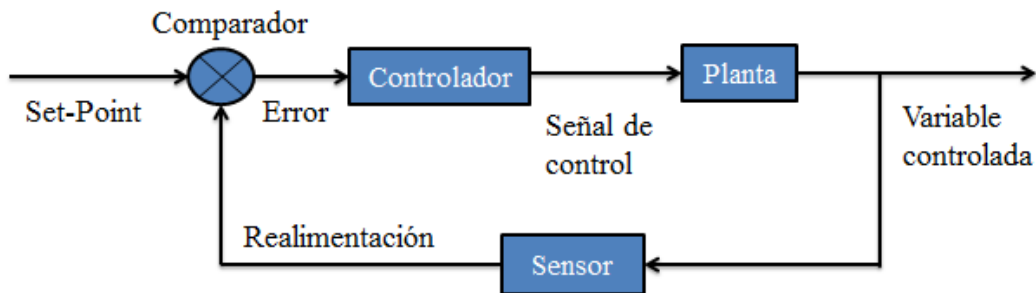 Comparador
Controlador
Planta
Set-Point
Error
Señal de
control
Variable
controlada
Realimentación
Sensor